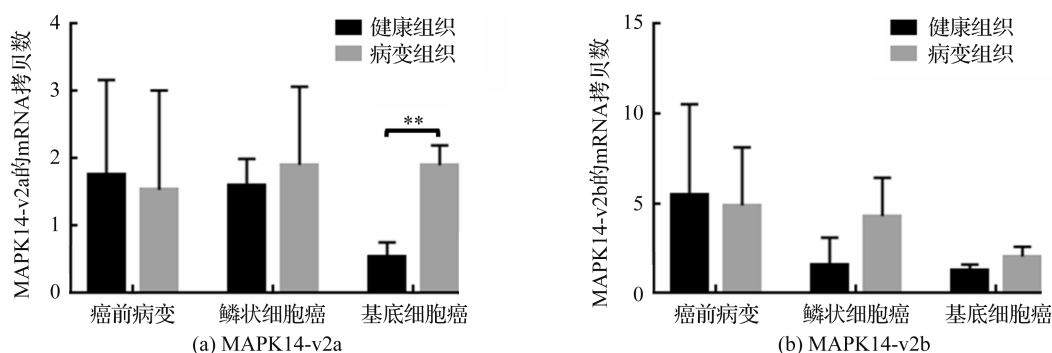 MAPK14-v2a的mRNA拷贝数
4
3
2
1
0
健康组织
病变组织
**
癌前病变
鳞状细胞癌
基底细胞癌
(a) MAPK14-v2a
MAPK14-v2b的mRNA拷贝数
15
10
5
0
健康组织
病变组织
癌前病变
鳞状细胞癌
基底细胞癌
(b) MAPK14-v2b